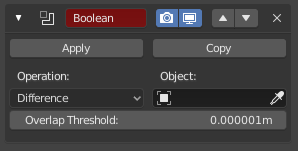 Boolean
Apply Copy
Operation: Object:
Difference
Overlap Threshold: 0.000001m